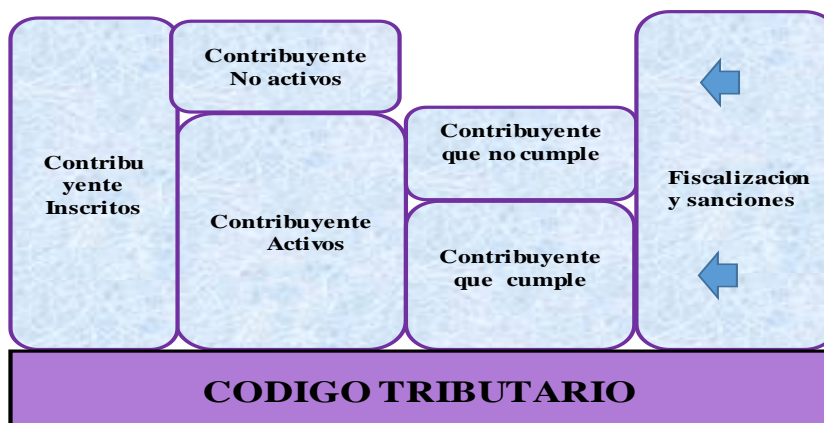 Contribu
yente
Inscritos
Contribuyente
No activos
Contribuyente
Activos
Contribuyente
que no cumple
Contribuyente
que cumple
Fiscalizacion
y sanciones
CODIGO TRIBUTARIO